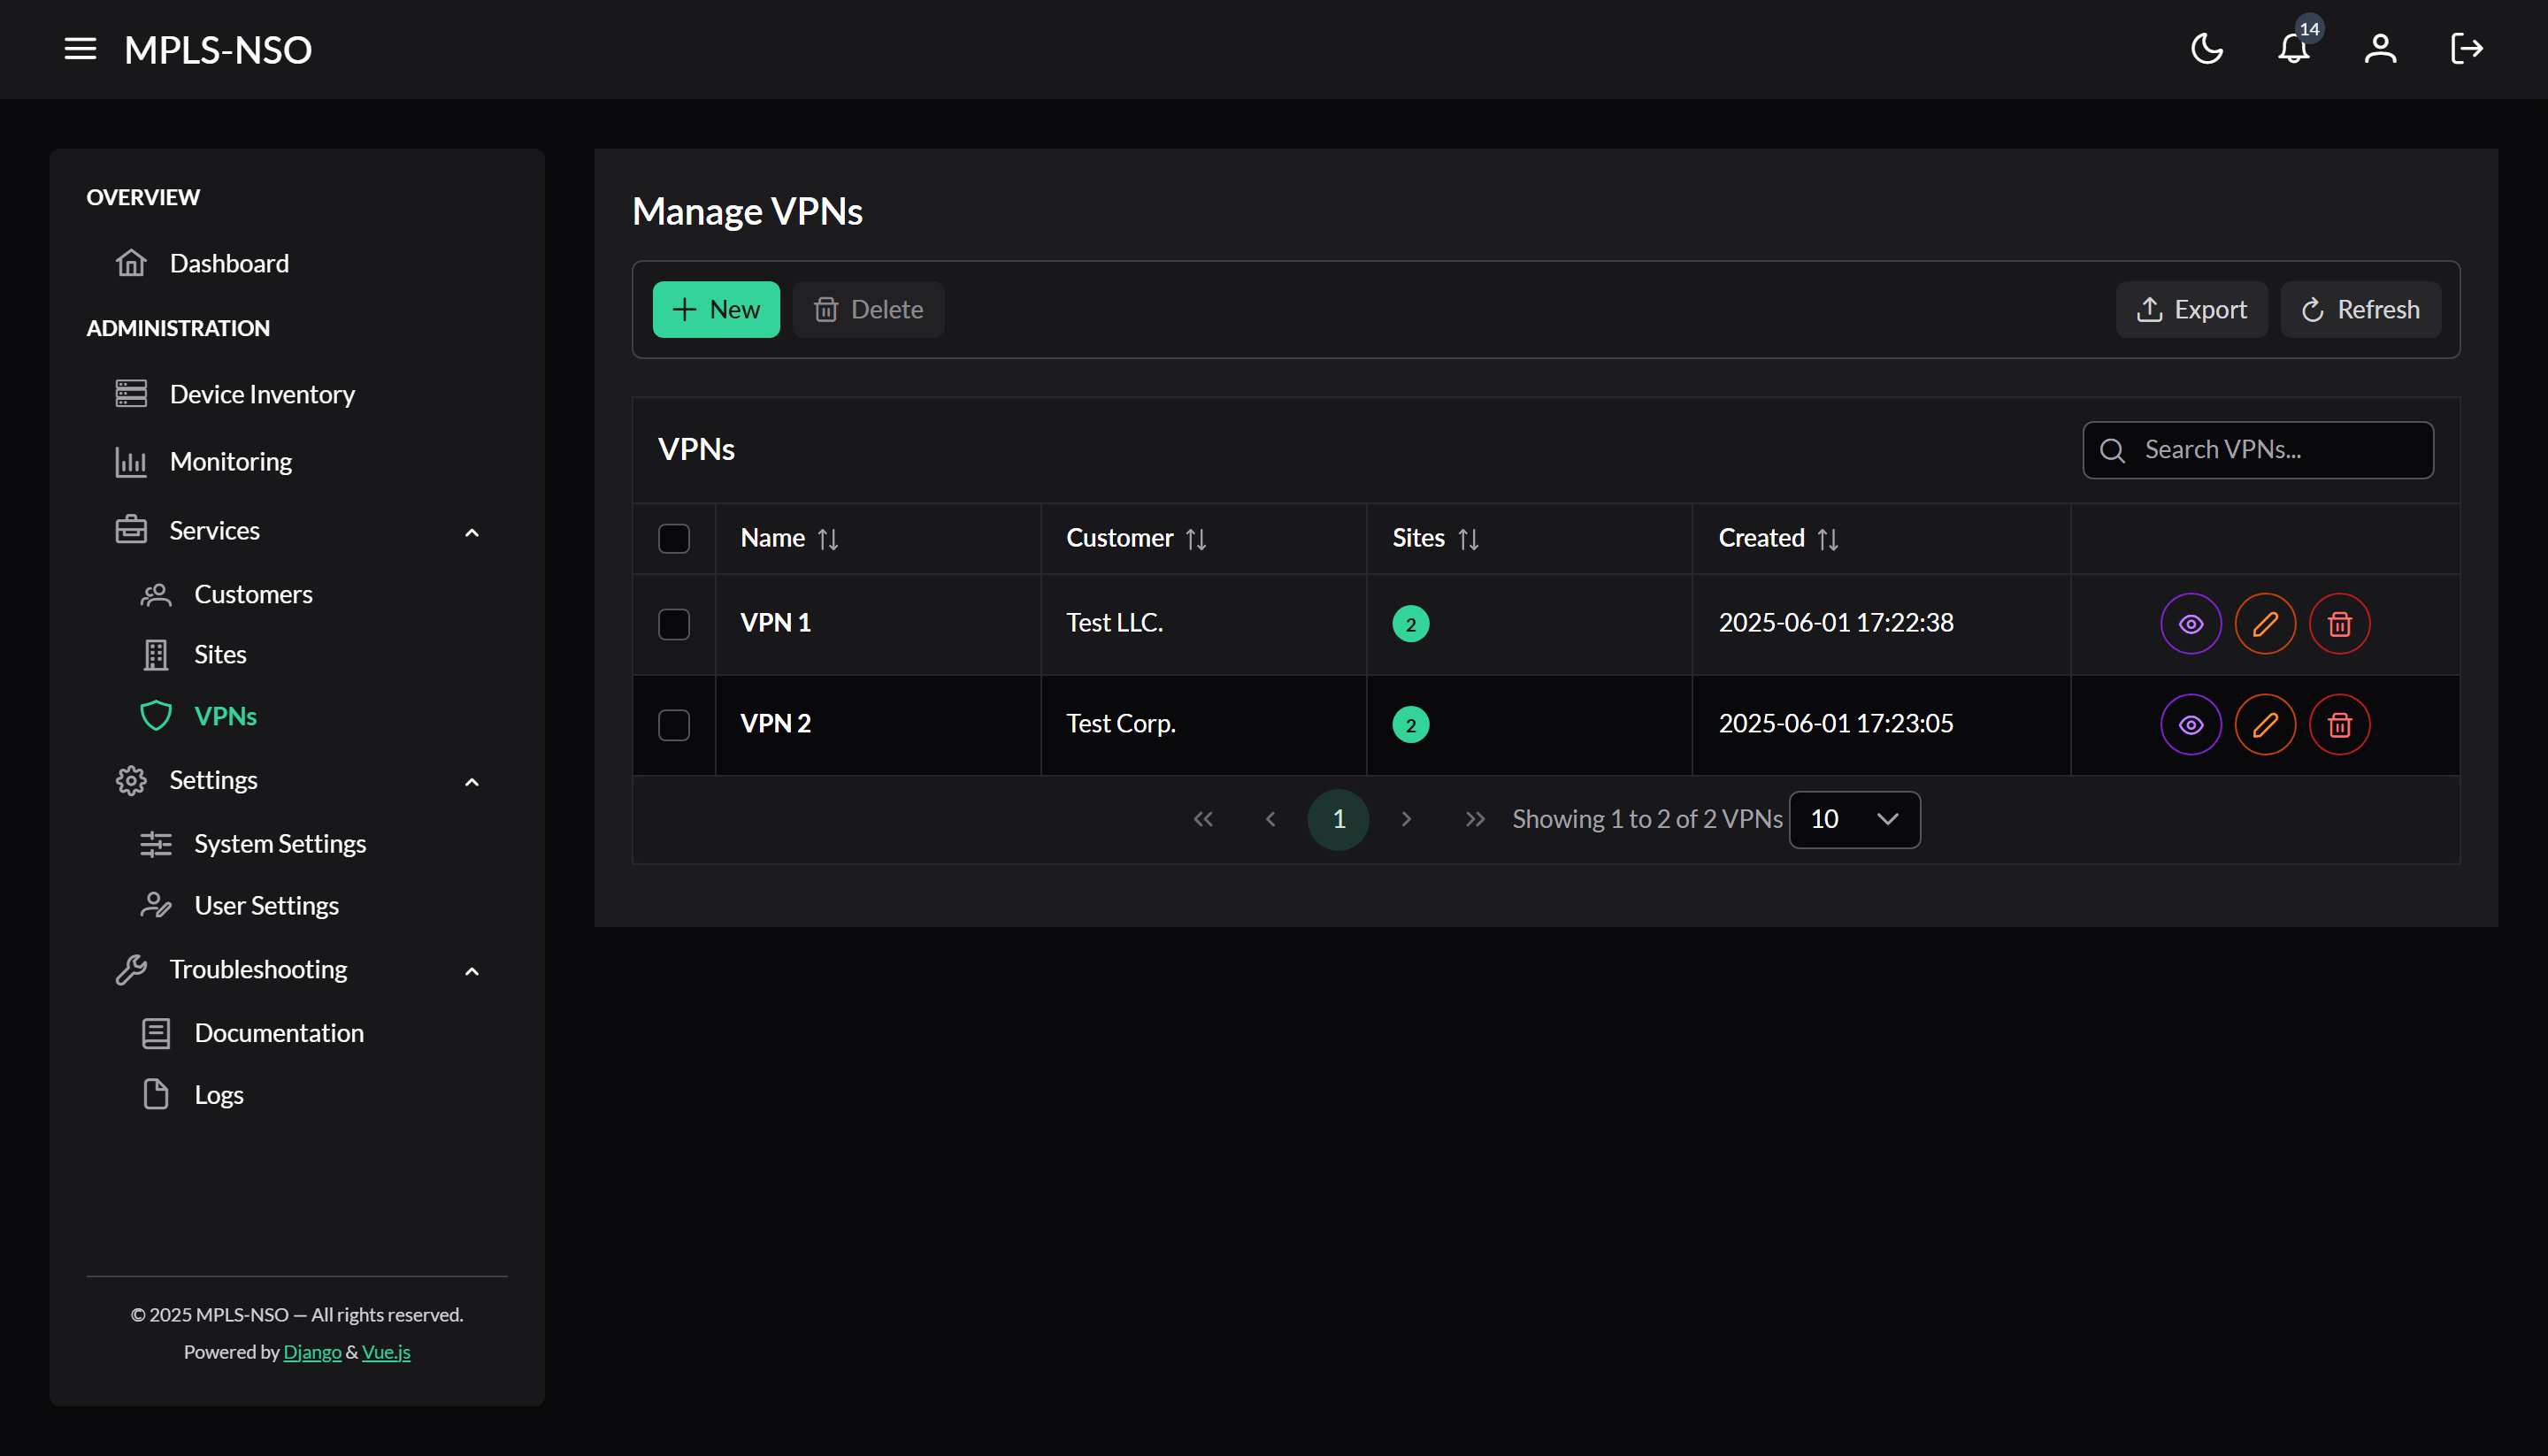 MPLS-NSO
14
OVERVIEW
Dashboard
ADMINISTRATION
Device Inventory
Monitoring
Services
Customers
Sites
VPNs
Settings
System Settings
User Settings
Troubleshooting
Documentation
Logs
© 2025 MPLS-NSO — All rights reserved.
Powered by Django & Vue.js
Manage VPNs
New Delete Export Refresh
VPNs Search VPNs...
Name Customer Sites Created
VPN 1 Test LLC. 2 2025-06-01 17:22:38
VPN 2 Test Corp. 2 2025-06-01 17:23:05
1 Showing 1 to 2 of 2 VPNs 10